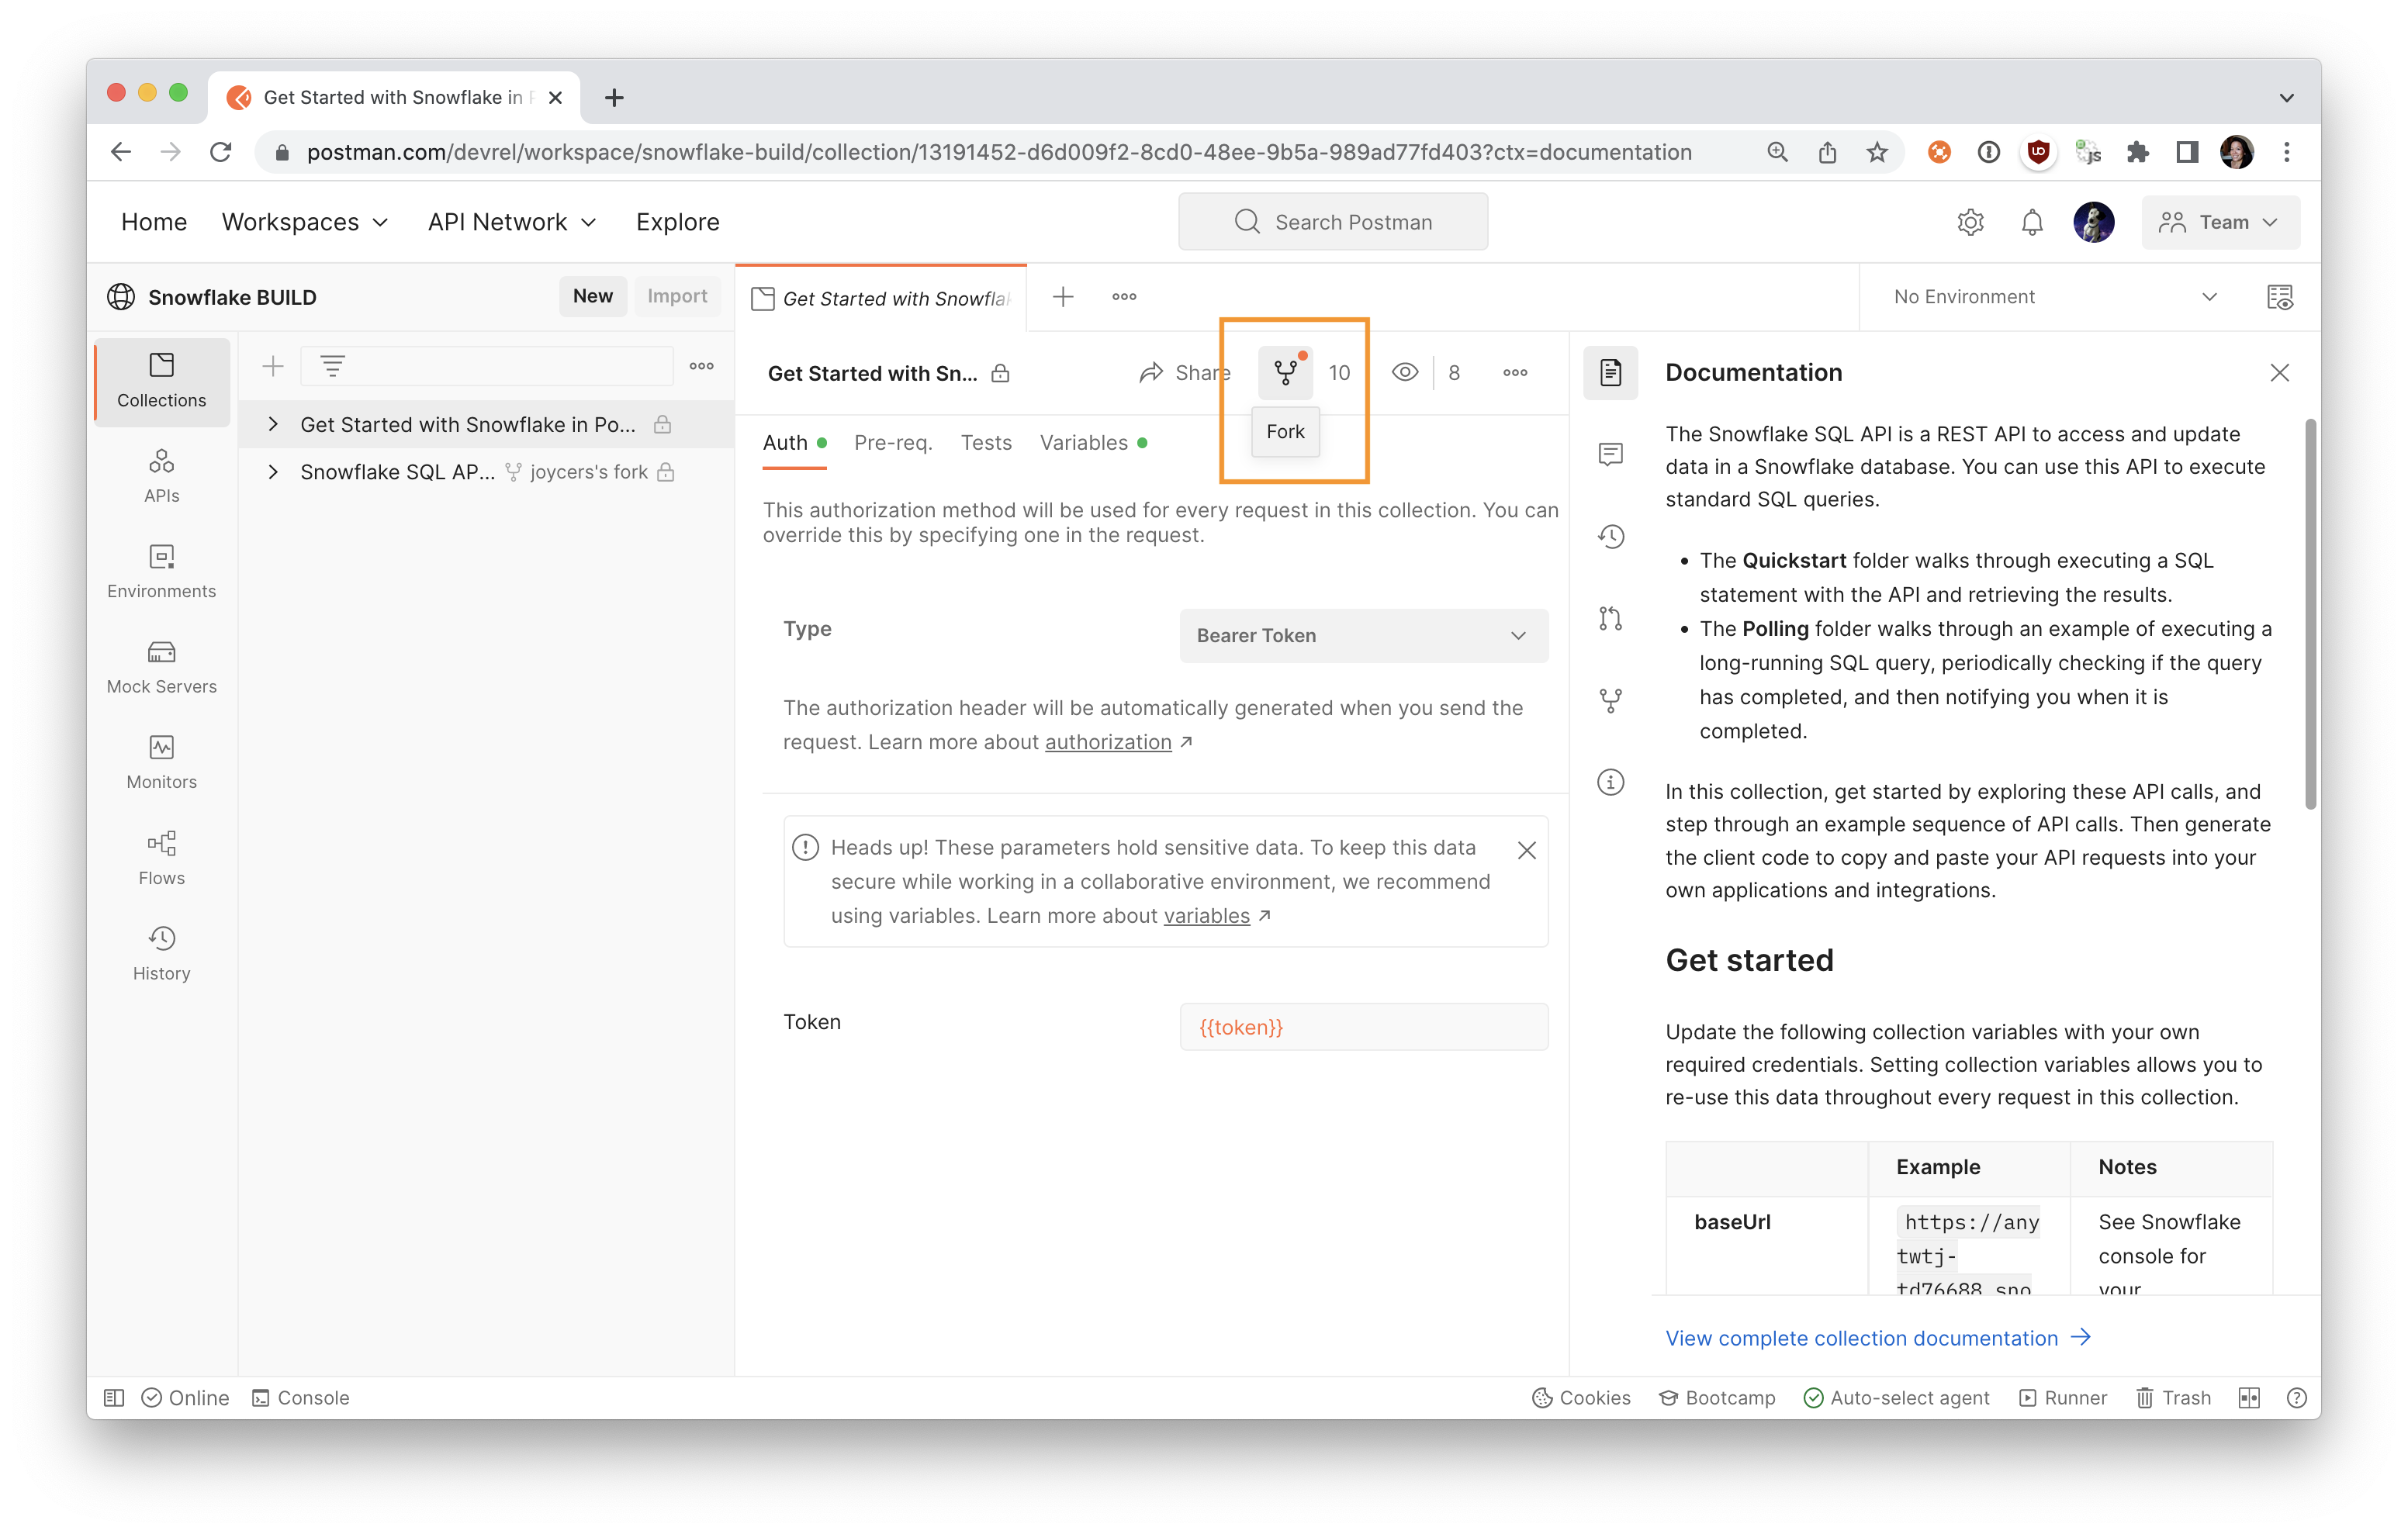 Get Started with Snowflake in P
postman.com/devrel/workspace/snowflake-build/collection/13191452-d6d009f2-8cd0-48ee-9b5a-989ad77fd403?ctx=documentation
Home Workspaces API Network Explore Search Postman Team
Snowflake BUILD New Import
Get Started with Snowflak
No Environment
Collections
APIs
Environments
Mock Servers
Monitors
Flows
History
Get Started with Snowflake in Po...
Snowflake SQL AP... joycers's fork
Get Started with Sn... Share 10 8
Fork
Auth Pre-req. Tests Variables
This authorization method will be used for every request in this collection. You can
override this by specifying one in the request.
Type Bearer Token
The authorization header will be automatically generated when you send the
request. Learn more about authorization ↗
Heads up! These parameters hold sensitive data. To keep this data
secure while working in a collaborative environment, we recommend
using variables. Learn more about variables ↗
Token {{token}}
Documentation
The Snowflake SQL API is a REST API to access and update
data in a Snowflake database. You can use this API to execute
standard SQL queries.
• The Quickstart folder walks through executing a SQL
statement with the API and retrieving the results.
• The Polling folder walks through an example of executing a
long-running SQL query, periodically checking if the query
has completed, and then notifying you when it is
completed.
In this collection, get started by exploring these API calls, and
step through an example sequence of API calls. Then generate
the client code to copy and paste your API requests into your
own applications and integrations.
Get started
Update the following collection variables with your own
required credentials. Setting collection variables allows you to
re-use this data throughout every request in this collection.
Example Notes
baseUrl https://any See Snowflake
twtj- console for
td76688.sno your
View complete collection documentation →
Online Console Cookies Bootcamp Auto-select agent Runner Trash